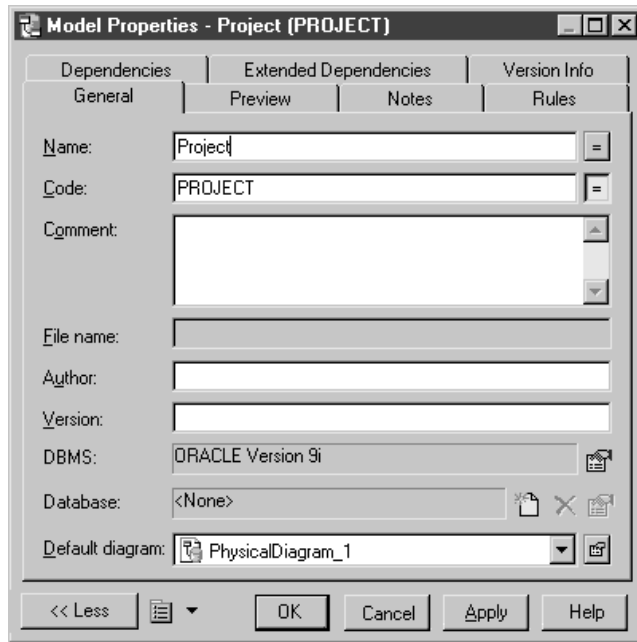 Model Properties - Project (PROJECT)
Dependencies Extended Dependencies Version Info
General Preview Notes Rules
Name: Project =
Code: PROJECT =
Comment:
File name:
Author:
Version:
DBMS: ORACLE Version 9i
Database: <None>
Default diagram: PhysicalDiagram_1
<< Less OK Cancel Apply Help